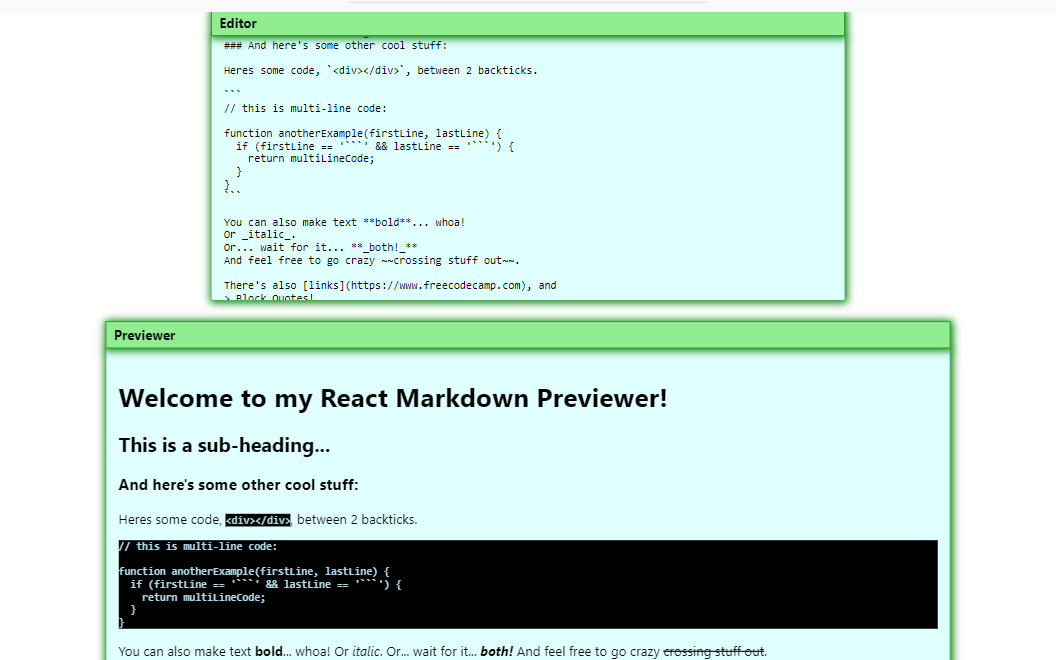 Editor
### And here's some other cool stuff:
Heres some code, `<div></div>`, between 2 backticks.
```
// this is multi-line code:
function anotherExample(firstLine, lastLine) {
if (firstLine == '```' && lastLine == '```') {
return multiLineCode;
}
}
```
You can also make text **bold**... whoa!
Or _italic_.
Or... wait for it... **_both!_**
And feel free to go crazy ~~crossing stuff out~~.
There's also [links](https://www.freecodecamp.com), and
> Block Quotes!
Previewer
Welcome to my React Markdown Previewer!
This is a sub-heading...
And here's some other cool stuff:
Heres some code, <div></div>, between 2 backticks.
// this is multi-line code:
function anotherExample(firstLine, lastLine) {
if (firstLine == '```' && lastLine == '```') {
return multiLineCode;
}
}
You can also make text bold... whoa! Or italic. Or... wait for it... both! And feel free to go crazy crossing stuff out.